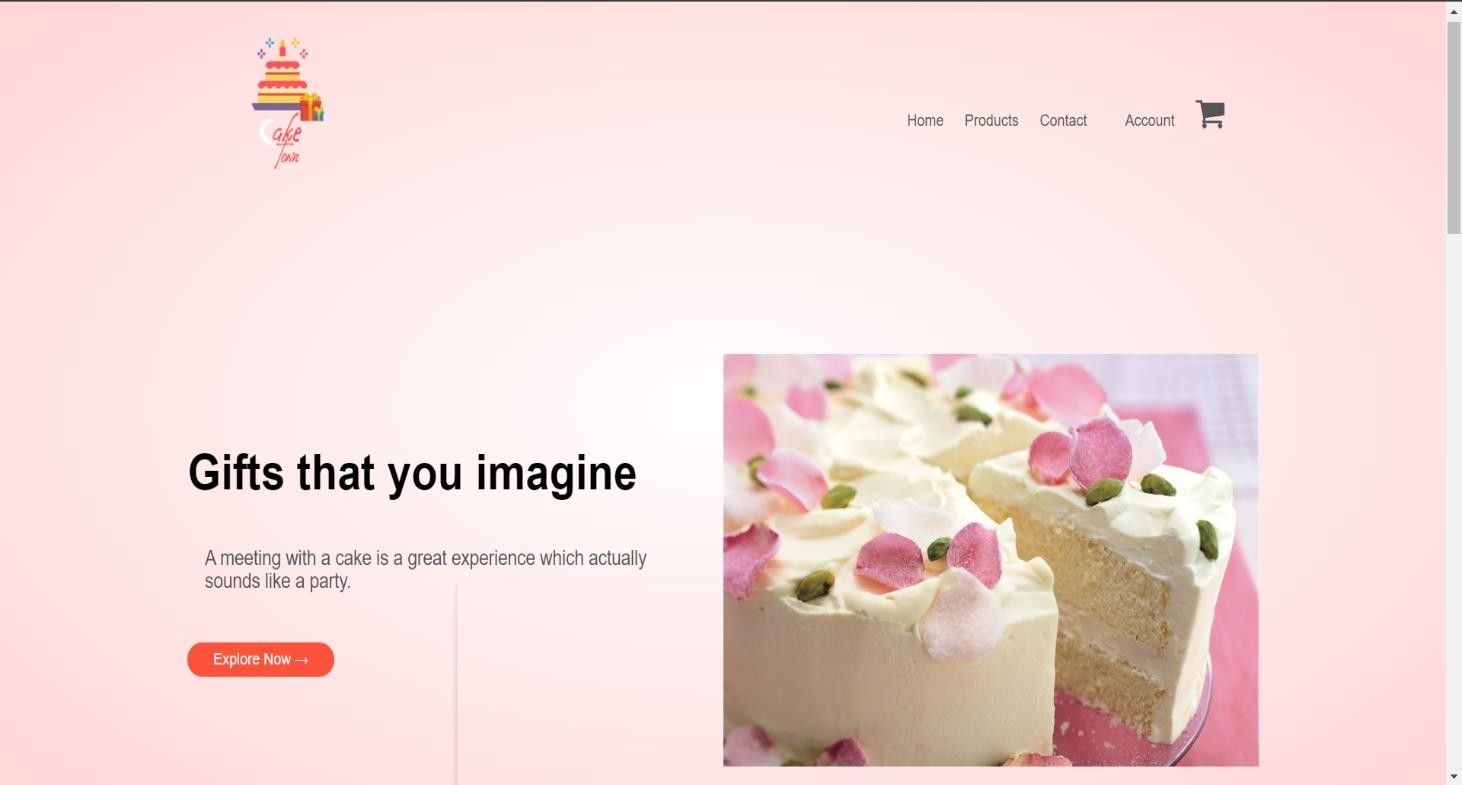 Cake
Town
Home Products Contact Account
Gifts that you imagine
A meeting with a cake is a great experience which actually
sounds like a party.
Explore Now →